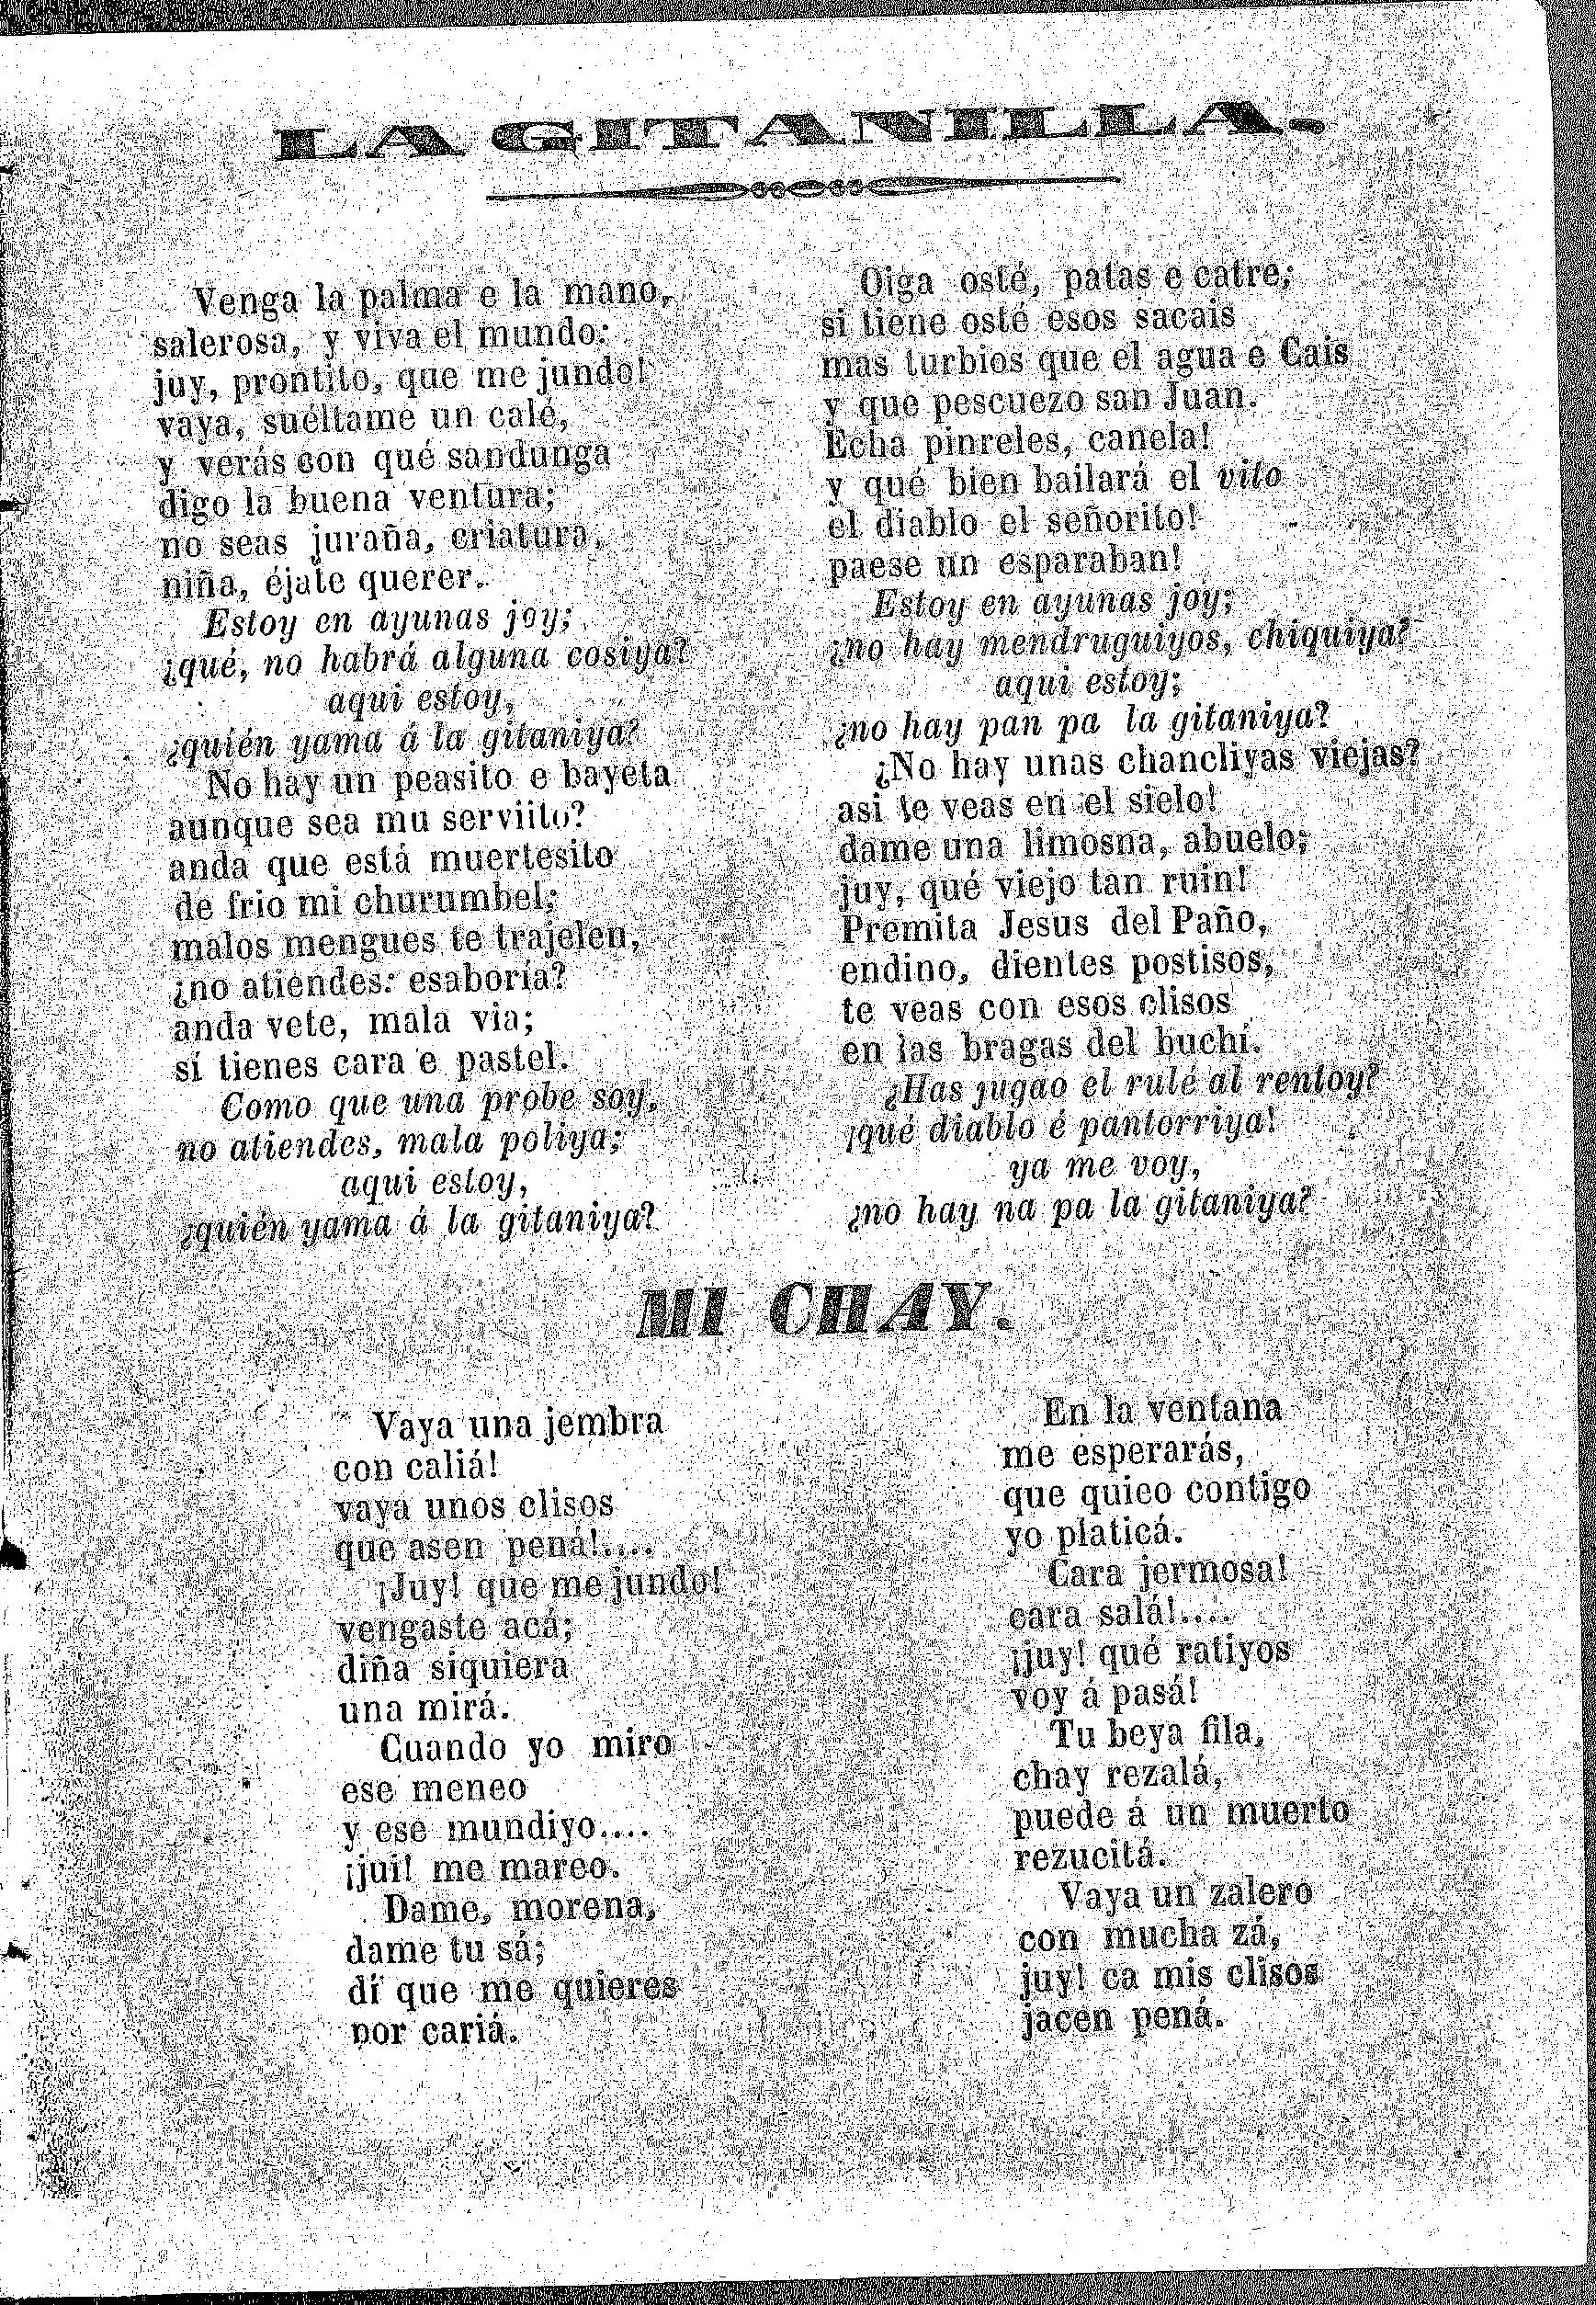 LA GITANILLA.
Venga la palma e la mano,
salerosa, y viva el mundo:
juy, prontito, que me jundo!
vaya, suéltame un calé,
y verás con qué sandunga
digo la buena ventura;
no seas juraña, criatura,
niña, éjate querer.
Estoy en ayunas joy;
¿qué, no habrá alguna cosiya?
aqui estoy,
¿quién yama á la gitaniya?
No hay un peasito e bayeta
aunque sea mu serviito?
anda que está muertesito
de frio mi churumbel;
malos mengues te trajelen,
¿no atiendes: esaboría?
anda vete, mala via;
si tienes cara e pastel.
Como que una probe soy,
no atiendes, mala poliya;
aqui estoy,
¿quién yama á la gitaniya?
Oiga osté, patas e catre;
si tiene osté esos sacais
mas turbios que el agua e Cais
y que pescuezo san Juan.
Echa pinreles, canela!
y qué bien bailará el vito
el diablo el señorito!
paese un esparaban!
Estoy en ayunas joy;
¿no hay mendruguiyos, chiquiya?
aqui estoy;
¿no hay pan pa la gitaniya?
¿No hay unas chancliyas viejas?
asi te veas en el sielo!
dame una limosna, abuelo;
juy, qué viejo tan ruin!
Premita Jesus del Paño,
endino, dientes postisos,
te veas con esos clisos
en las bragas del buchí.
¿Has jugao el rulé al rentoy?
¡qué diablo é pantorriya!
ya me voy,
¿no hay na pa la gitaniya?
MI CHAY.
Vaya una jembra
con caliá!
vaya unos clisos
que asen pená!....
¡Juy! que me jundo!
vengaste acá;
diña siquiera
una mirá.
Cuando yo miro
ese meneo
y ese mundiyo....
¡jui! me mareo.
Dame, morena,
dame tu sá;
dí que me quieres
por cariá.
En la ventana
me esperarás,
que quieo contigo
yo platicá.
Cara jermosa!
cara salá!....
¡juy! qué ratiyos
voy á pasá!
Tu beya fila,
chay rezalá,
puede á un muerto
rezucitá.
Vaya un zalero
con mucha zá,
juy! ca mis clisos
jacen pená.